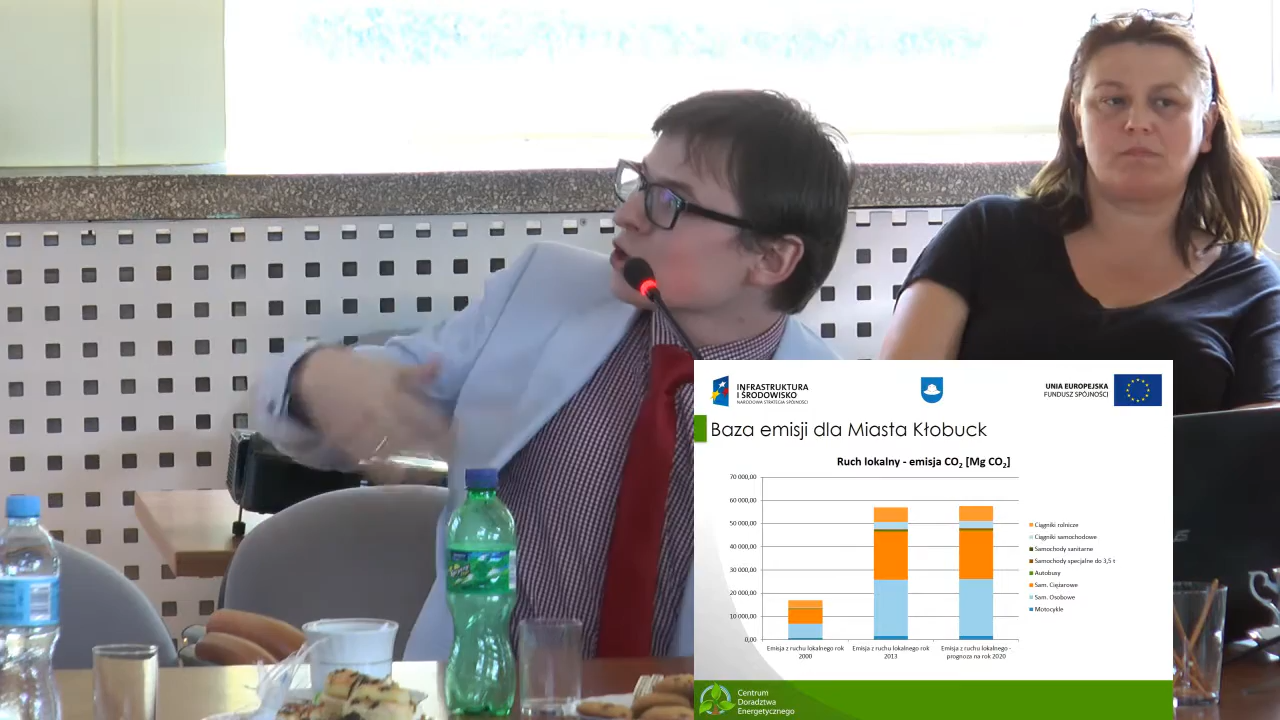 INFRASTRUKTURA
I ŚRODOWISKO
NARODOWA STRATEGIA SPÓJNOŚCI
UNIA EUROPEJSKA
FUNDUSZ SPÓJNOŚCI
Baza emisji dla Miasta Kłobuck
Ruch lokalny - emisja CO2 [Mg CO2]
70 000,00
60 000,00
50 000,00
40 000,00
30 000,00
20 000,00
10 000,00
0,00
Emisja z ruchu lokalnego rok
2000
Emisja z ruchu lokalnego rok
2013
Emisja z ruchu lokalnego -
prognoza na rok 2020
Ciągniki rolnicze
Ciągniki samochodowe
Samochody sanitarne
Samochody specjalne do 3,5 t
Autobusy
Sam. Ciężarowe
Sam. Osobowe
Motocykle
Centrum
Doradztwa
Energetycznego